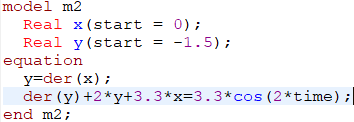 model m2
  Real x(start = 0);
  Real y(start = -1.5);
equation
  y=der(x);
  der(y)+2*y+3.3*x=3.3*cos(2*time);
end m2;